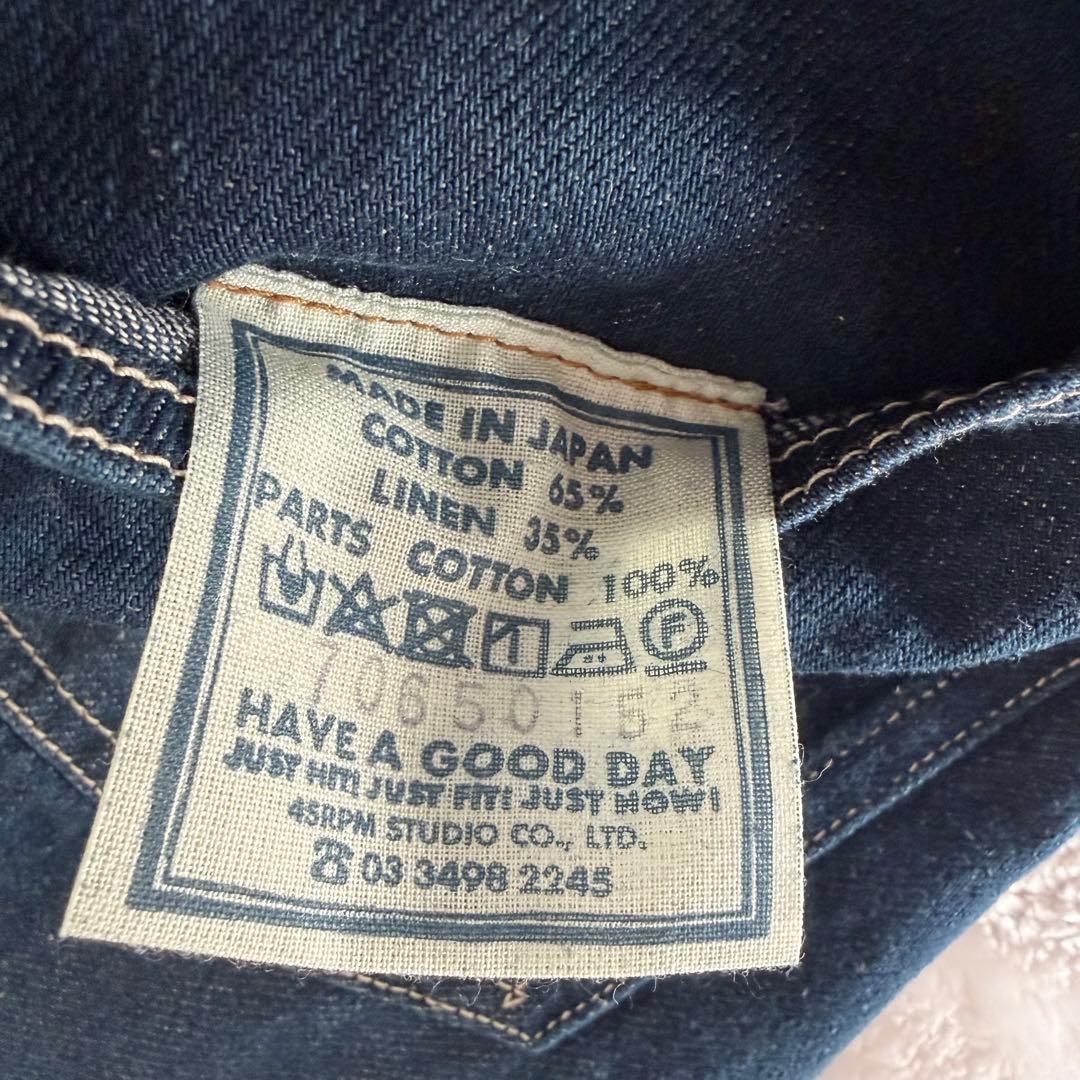 MADE IN JAPAN
COTTON 65%
LINEN 35%
PARTS COTTON 100%
F
HAVE A GOOD DAY
JUST HIT! JUST FIT! JUST NOW!
45RPM STUDIO CO., LTD.
☎ 03 3498 2245